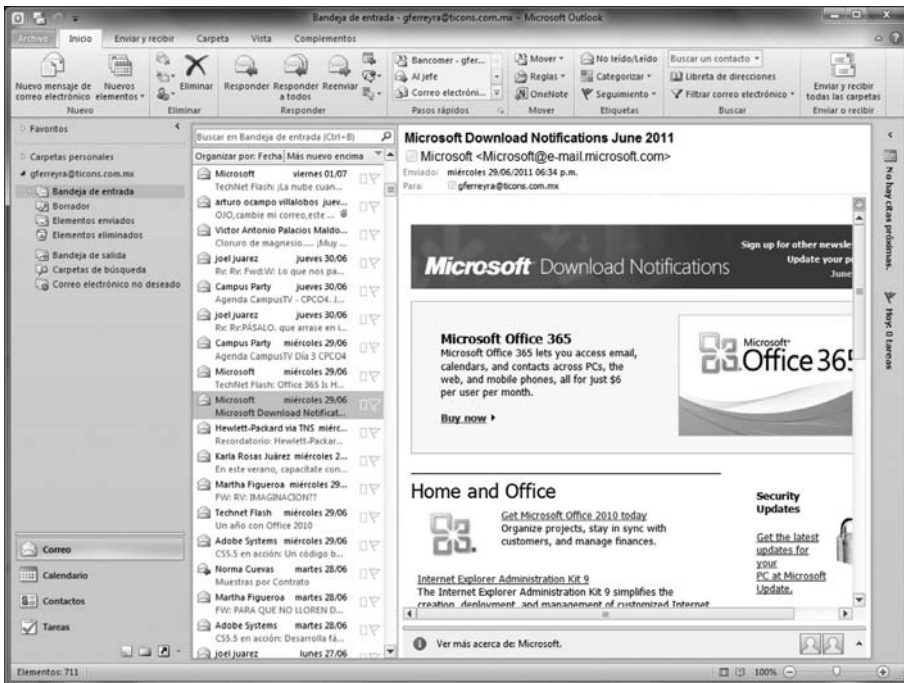 Bandeja de entrada - gferreyra@ticons.com.mx - Microsoft Outlook
Archivo Inicio Enviar y recibir Carpeta Vista Complementos
Nuevo mensaje de correo electrónico
Nuevos elementos
Nuevo
Eliminar
Eliminar
Responder
Responder a todos
Reenviar
Responder
Bancomer - gfer...
Al jefe
Correo electróni...
Pasos rápidos
Mover
Reglas
OneNote
Mover
No leído/Leído
Categorizar
Seguimiento
Etiquetas
Buscar un contacto
Libreta de direcciones
Filtrar correo electrónico
Buscar
Enviar y recibir todas las carpetas
Enviar o recibir
Favoritos
Carpetas personales
gferreyra@ticons.com.mx
Bandeja de entrada
Borrador
Elementos enviados
Elementos eliminados
Bandeja de salida
Carpetas de búsqueda
Correo electrónico no deseado
Correo
Calendario
Contactos
Tareas
Buscar en Bandeja de entrada (Ctrl+B)
Organizar por: Fecha Más nuevo encima
Microsoft viernes 01/07
TechNet Flash: ¡La nube cuan...
arturo ocampo villalobos juev...
OJO,cambie mi correo,este ...
Victor Antonio Palacios Maldo...
Cloruro de magnesio..... ¡Muy ...
joel juarez jueves 30/06
Rv: Rv: Fwd:W: Lo que nos pa...
Campus Party jueves 30/06
Agenda CampusTV - CPCO4. J...
joel juarez jueves 30/06
Rv: Rv:PÁSALO. que arrase en i...
Campus Party miércoles 29/06
Agenda CampusTV Día 3 CPCO4
Microsoft miércoles 29/06
TechNet Flash: Office 365 Is H...
Microsoft miércoles 29/06
Microsoft Download Notificat...
Hewlett-Packard via TNS miérc...
Recordatorio: Hewlett-Packar...
Karla Rosas Juárez miércoles 2...
En este verano, capacítate con...
Martha Figueroa miércoles 29...
FW: RV: IMAGINACION??
Technet Flash miércoles 29/06
Un año con Office 2010
Adobe Systems miércoles 29/06
CS5.5 en acción: Un código b...
Norma Cuevas martes 28/06
Muestras por Contrato
Martha Figueroa martes 28/06
FW: PARA QUE NO LLOREN D...
Adobe Systems martes 28/06
CS5.5 en acción: Desarrolla fá...
joel juarez lunes 27/06
Microsoft Download Notifications June 2011
Microsoft <Microsoft@e-mail.microsoft.com>
Enviado: miércoles 29/06/2011 06:34 p.m.
Para: gferreyra@ticons.com.mx
Microsoft Download Notifications
Sign up for other newsle
Update your p
June
Microsoft Office 365
Microsoft Office 365 lets you access email,
calendars, and contacts across PCs, the
web, and mobile phones, all for just $6
per user per month.
Buy now
Microsoft
Office 365
Home and Office
Get Microsoft Office 2010 today
Organize projects, stay in sync with
customers, and manage finances.
Internet Explorer Administration Kit 9
The Internet Explorer Administration Kit 9 simplifies the
creation, deployment, and management of customized Internet
Security
Updates
Get the latest
updates for
your
PC at Microsoft
Update.
Ver más acerca de: Microsoft.
No hay citas próximas.
Hoy: 0 tareas
Elementos: 711
100%